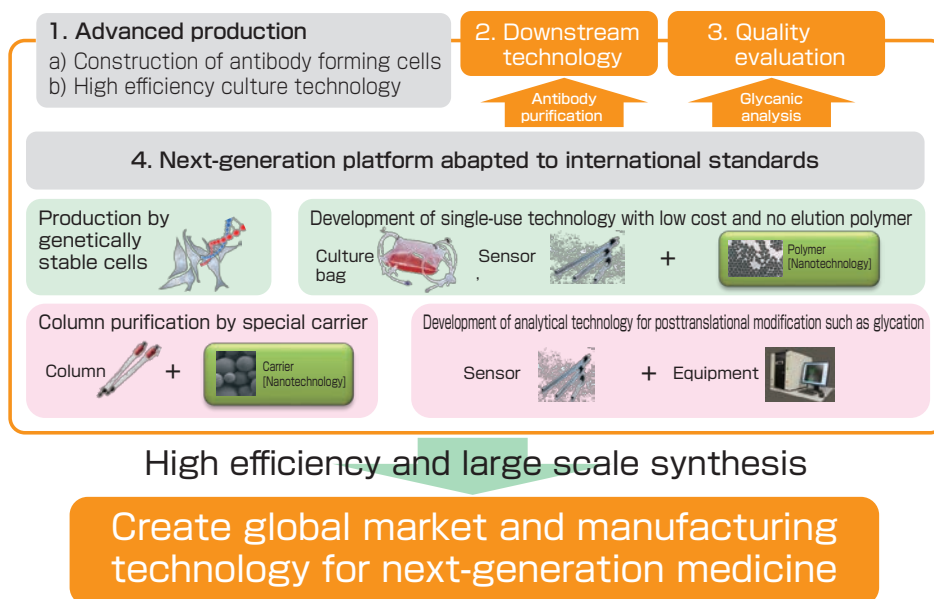 1. Advanced production
a) Construction of antibody forming cells
b) High efficiency culture technology
2. Downstream
technology
3. Quality
evaluation
Antibody
purification
Glycanic
analysis
4. Next-generation platform abapted to international standards
Production by
genetically
stable cells
Development of single-use technology with low cost and no elution polymer
Culture
bag
Sensor
,
+
Polymer
[Nanotechnology]
Column purification by special carrier
Column
+
Carrier
[Nanotechnology]
Development of analytical technology for posttranslational modification such as glycation
Sensor
+
Equipment
High efficiency and large scale synthesis
Create global market and manufacturing
technology for next-generation medicine